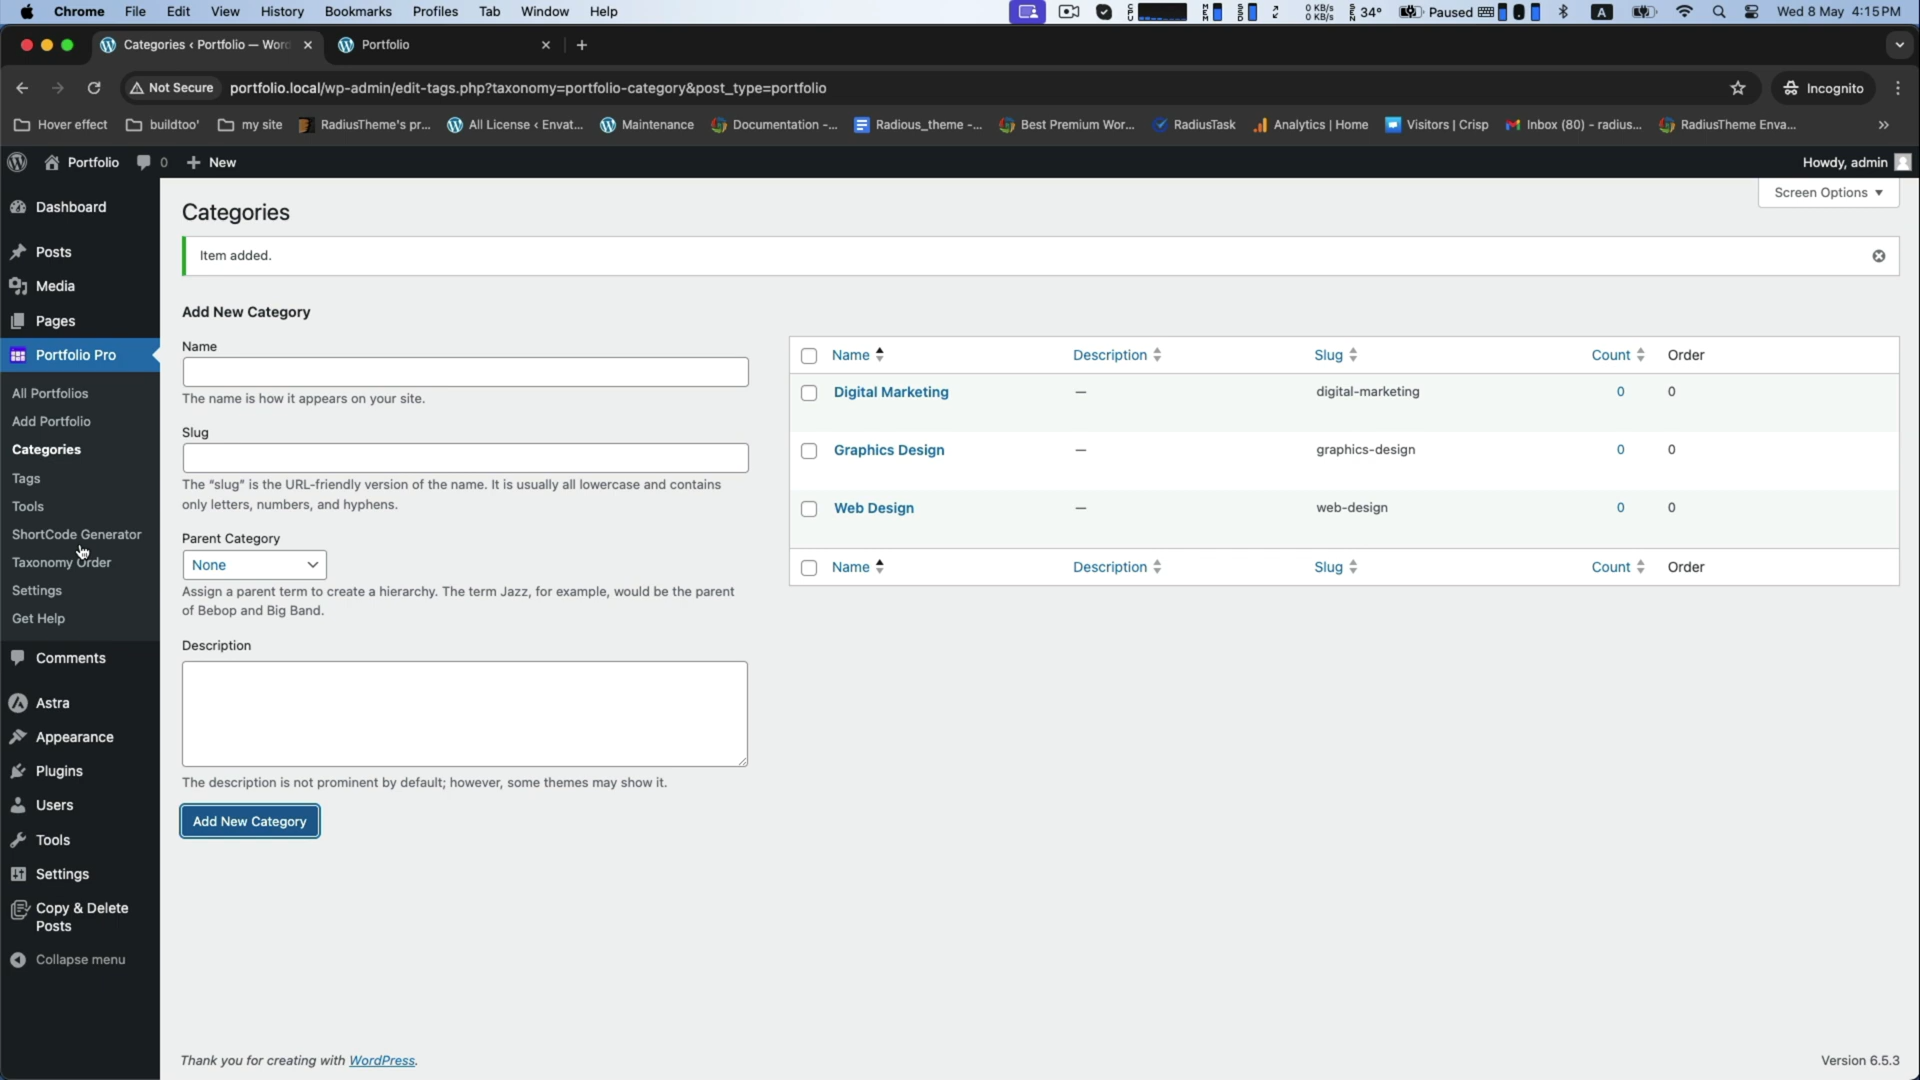 Chrome File Edit View History Bookmarks Profiles Tab Window Help
0 KB/s
0 KB/s
34° Paused A Wed 8 May 4:15PM
Categories ‹ Portfolio — Word
Portfolio
Not Secure portfolio.local/wp-admin/edit-tags.php?taxonomy=portfolio-category&post_type=portfolio Incognito
Hover effect buildtoo' my site RadiusTheme's pr... All License ‹ Envat... Maintenance Documentation -... Radious_theme -... Best Premium Wor... RadiusTask Analytics | Home Visitors | Crisp Inbox (80) - radius... RadiusTheme Enva... »
Portfolio 0 + New Howdy, admin
Screen Options
Dashboard
Posts
Media
Pages
Portfolio Pro
All Portfolios
Add Portfolio
Categories
Tags
Tools
ShortCode Generator
Taxonomy Order
Settings
Get Help
Comments
Astra
Appearance
Plugins
Users
Tools
Settings
Copy & Delete
Posts
Collapse menu
Categories
Item added.
Add New Category
Name
The name is how it appears on your site.
Slug
The “slug” is the URL-friendly version of the name. It is usually all lowercase and contains
only letters, numbers, and hyphens.
Parent Category
None
Assign a parent term to create a hierarchy. The term Jazz, for example, would be the parent
of Bebop and Big Band.
Description
The description is not prominent by default; however, some themes may show it.
Add New Category
Name Description Slug Count Order
Digital Marketing — digital-marketing 0 0
Graphics Design — graphics-design 0 0
Web Design — web-design 0 0
Name Description Slug Count Order
Thank you for creating with WordPress.
Version 6.5.3